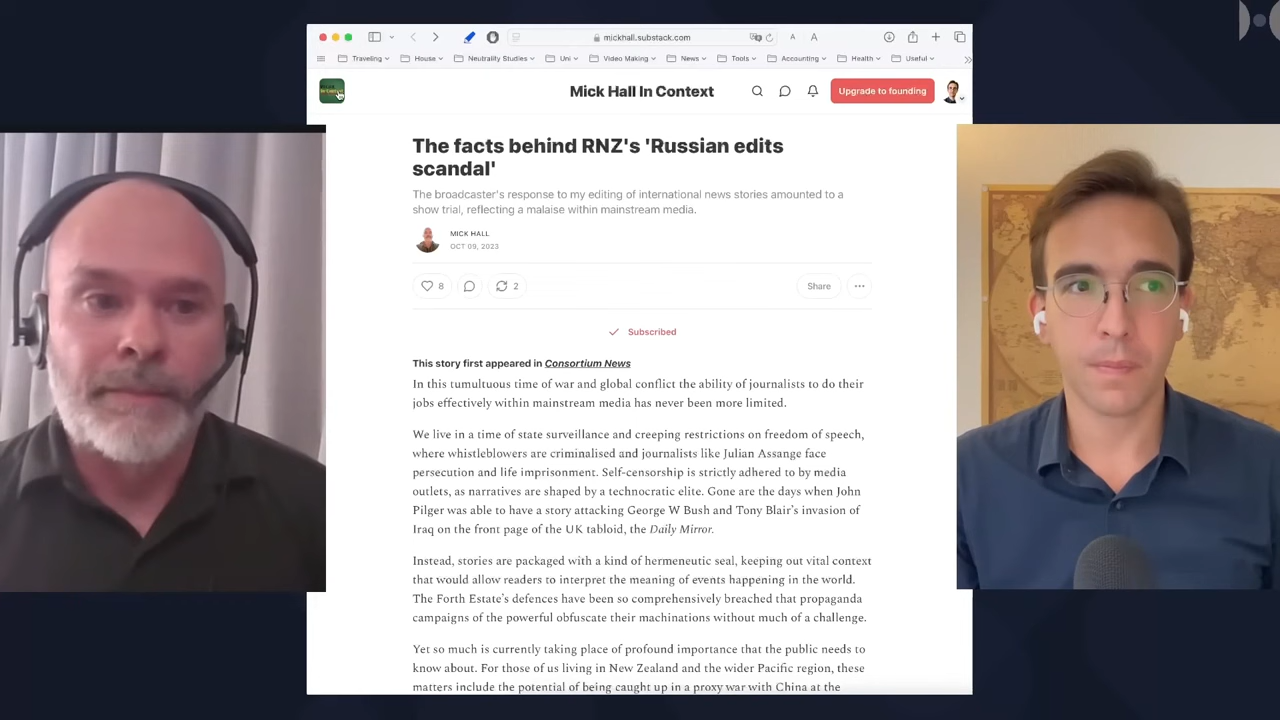 mickhall.substack.com
A A
Traveling House Neutrality Studies Uni Video Making News Tools Accounting Health Useful
Mick Hall In Context
Upgrade to founding
The facts behind RNZ's 'Russian edits
scandal'
The broadcaster's response to my editing of international news stories amounted to a
show trial, reflecting a malaise within mainstream media.
MICK HALL
OCT 09, 2023
8 2 Share
Subscribed
This story first appeared in Consortium News
In this tumultuous time of war and global conflict the ability of journalists to do their
jobs effectively within mainstream media has never been more limited.
We live in a time of state surveillance and creeping restrictions on freedom of speech,
where whistleblowers are criminalised and journalists like Julian Assange face
persecution and life imprisonment. Self-censorship is strictly adhered to by media
outlets, as narratives are shaped by a technocratic elite. Gone are the days when John
Pilger was able to have a story attacking George W Bush and Tony Blair's invasion of
Iraq on the front page of the UK tabloid, the Daily Mirror.
Instead, stories are packaged with a kind of hermeneutic seal, keeping out vital context
that would allow readers to interpret the meaning of events happening in the world.
The Forth Estate's defences have been so comprehensively breached that propaganda
campaigns of the powerful obfuscate their machinations without much of a challenge.
Yet so much is currently taking place of profound importance that the public needs to
know about. For those of us living in New Zealand and the wider Pacific region, these
matters include the potential of being caught up in a proxy war with China at the